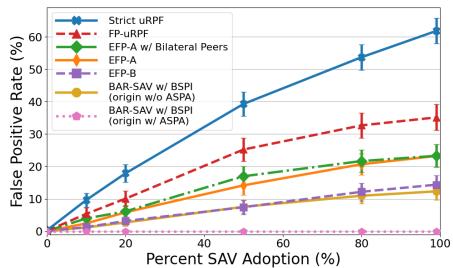 Strict uRPF
FP-uRPF
EFP-A w/ Bilateral Peers
EFP-A
EFP-B
BAR-SAV w/ BSPI
(origin w/o ASPA)
BAR-SAV w/ BSPI
(origin w/ ASPA)
False Positive Rate (%)
60
50
40
30
20
10
0
0
20
40
60
80
100
Percent SAV Adoption (%)